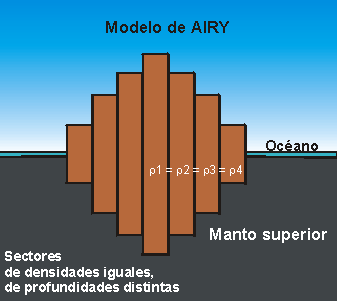 Modelo de AIRY
Océano
ρ1 = ρ2 = ρ3 = ρ4
Manto superior
Sectores
de densidades iguales,
de profundidades distintas